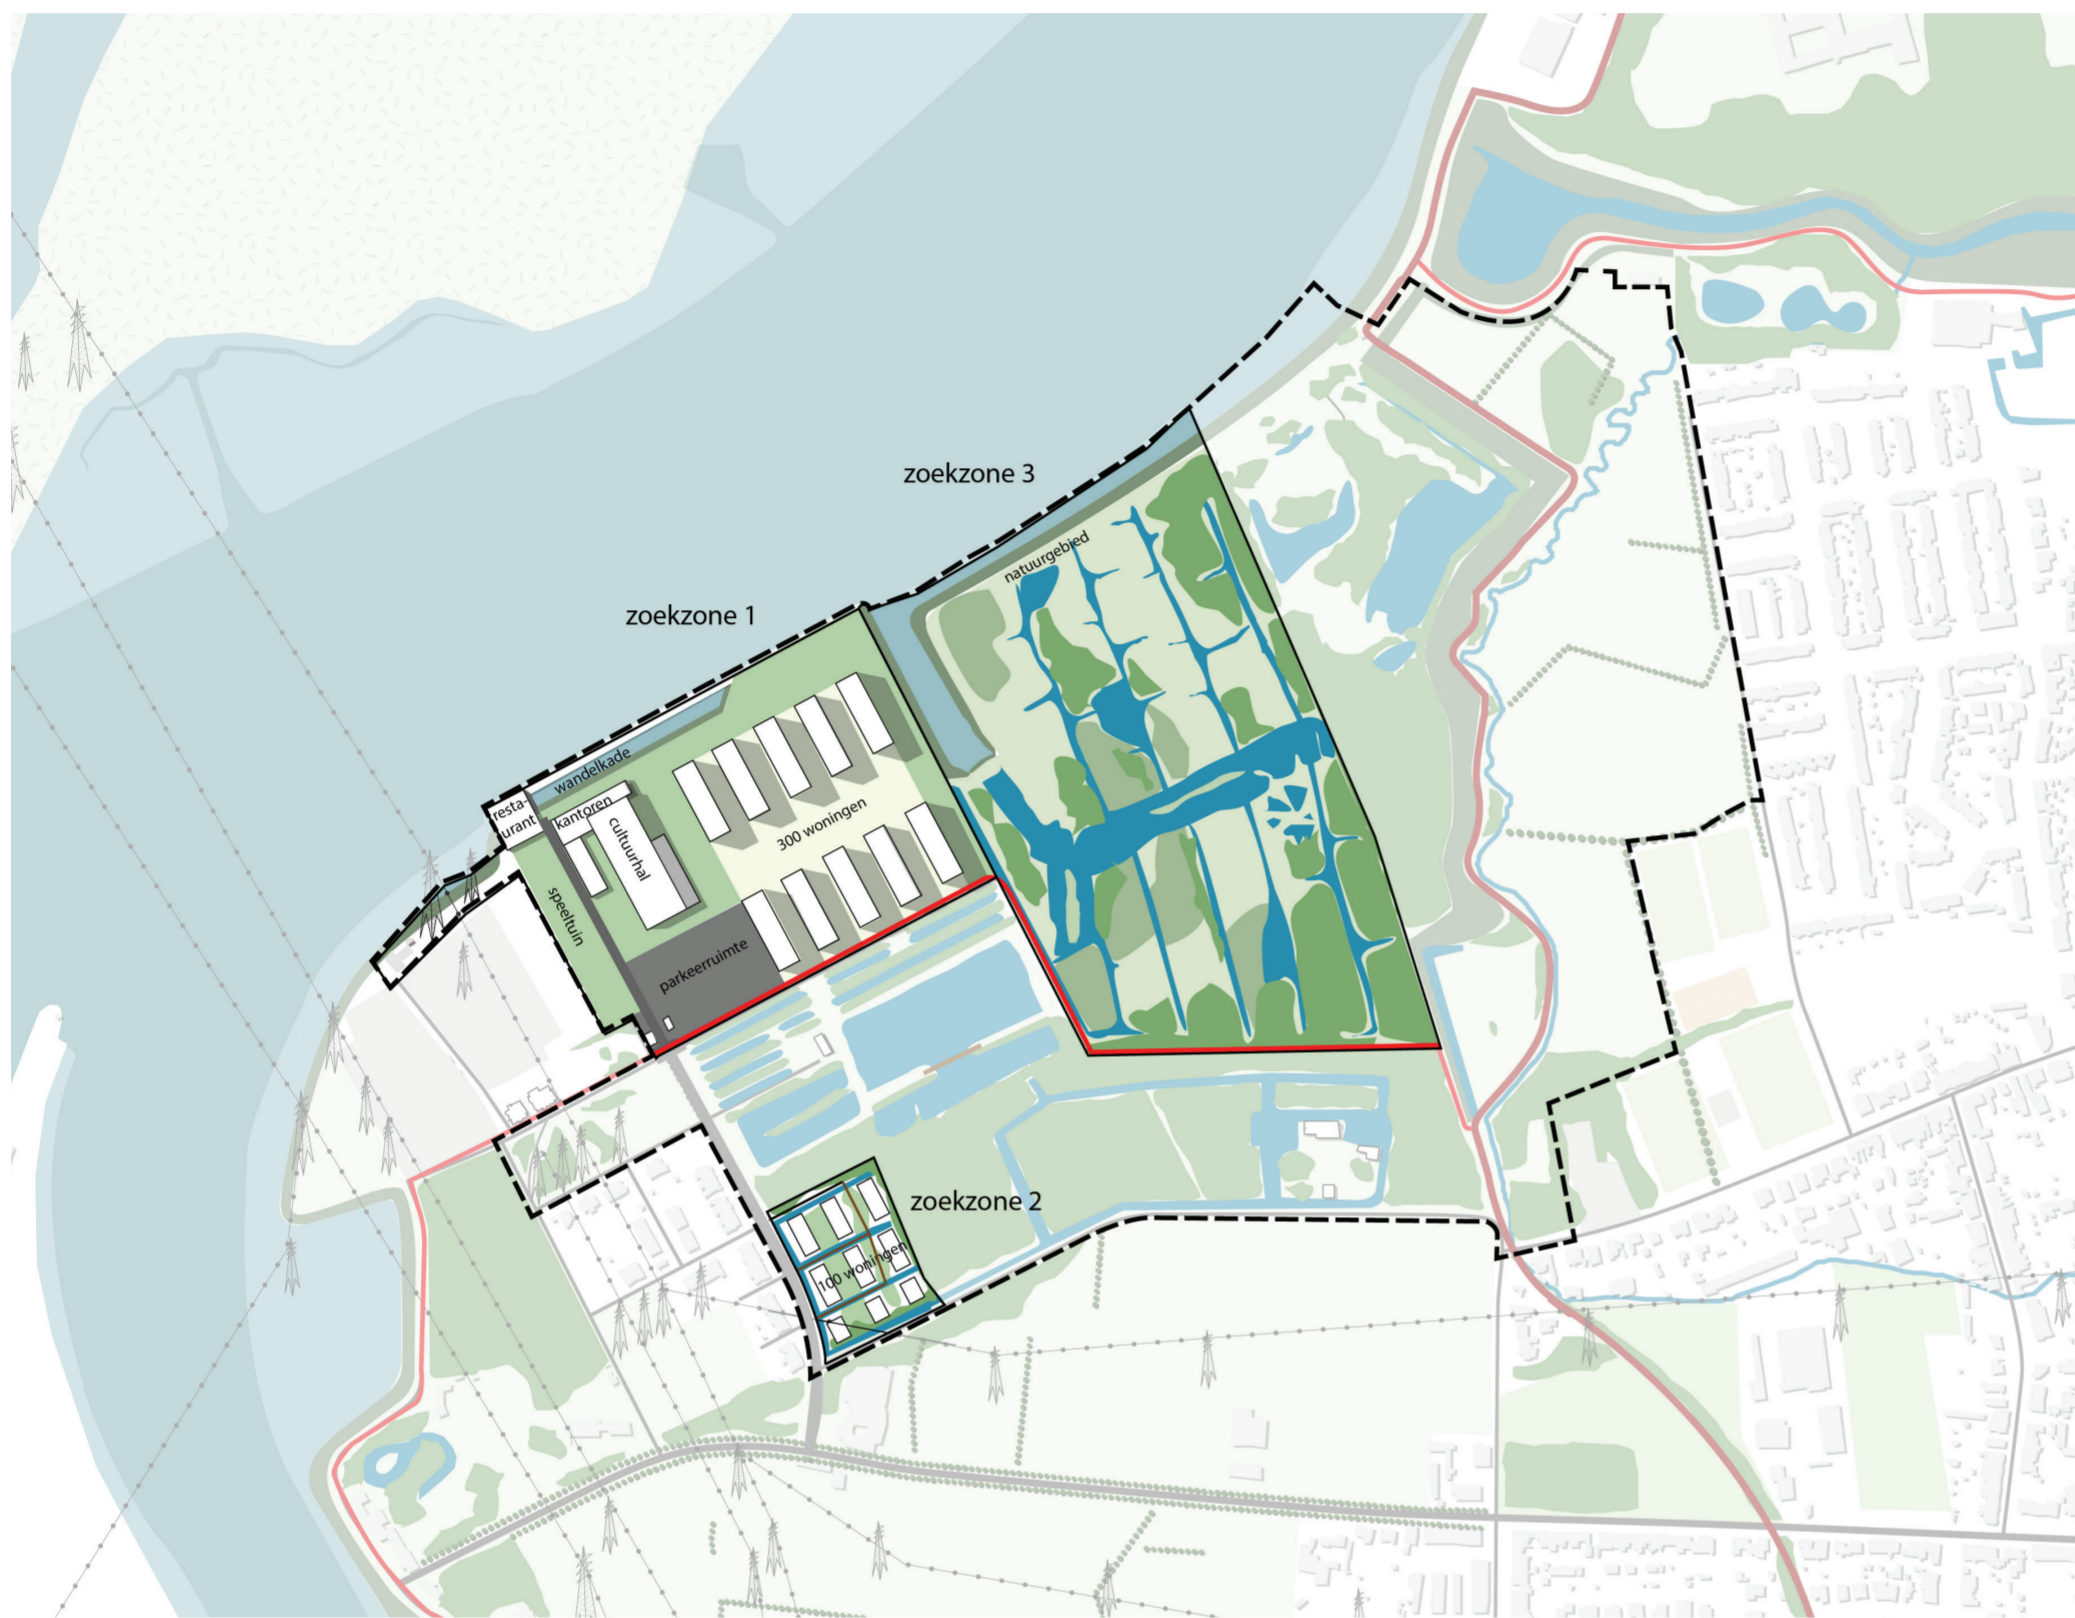 zoekzone 3
natuurgebied
zoekzone 1
wandelkade
resta-
urant
kantoren
cultuurhal
300 woningen
speeltuin
parkeerruimte
zoekzone 2
100 woningen